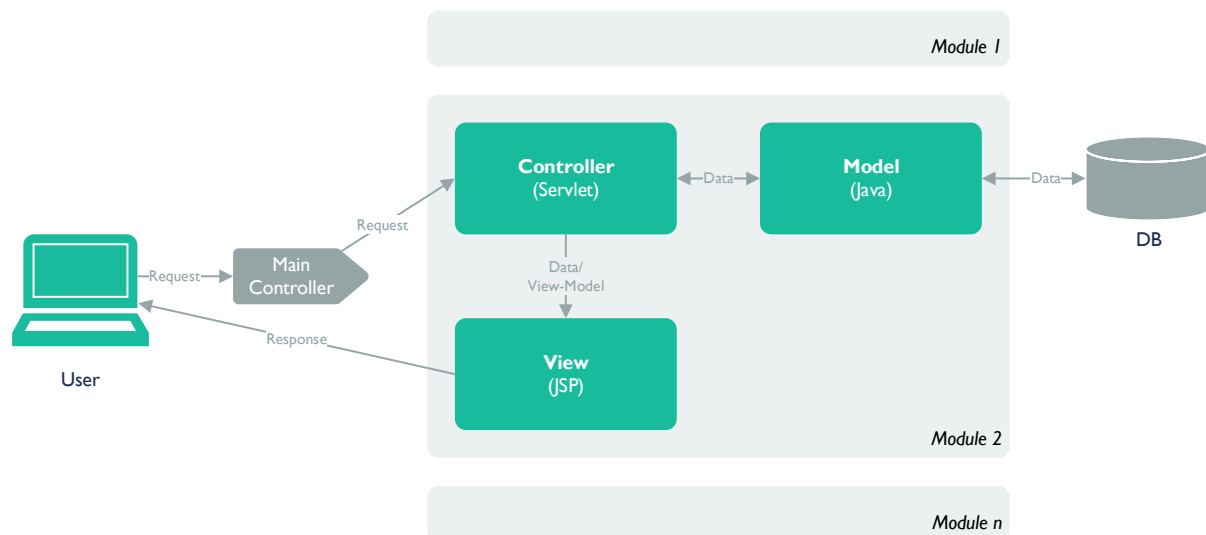 Module 1
Controller
(Servlet)
Data
Model
(Java)
Data
DB
Request
Request
Main
Controller
Data/
View-Model
Response
User
View
(JSP)
Module 2
Module n